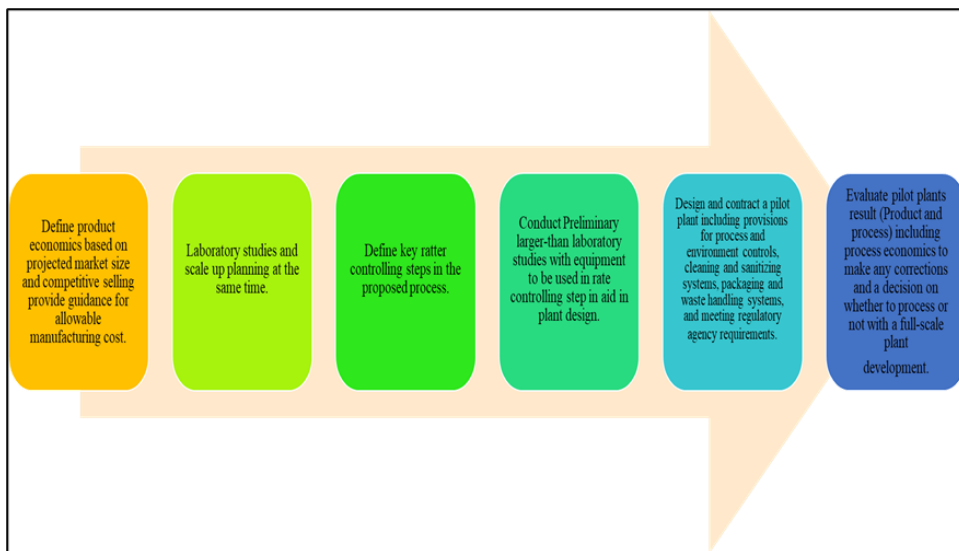 Define product
economics based on
projected market size
and competitive selling
provide guidance for
allowable
manufacturing cost.
Laboratory studies and
scale up planning at the
same time.
Define key ratter
controlling steps in the
proposed process.
Conduct Preliminary
larger-than laboratory
studies with equipment
to be used in rate
controlling step in aid in
plant design.
Design and contract a pilot
plant including provisions
for process and
environment controls,
cleaning and sanitizing
systems, packaging and
waste handling systems,
and meeting regulatory
agency requirements.
Evaluate pilot plants
result (Product and
process) including
process economics to
make any corrections
and a decision on
whether to process or
not with a full-scale
plant
development.